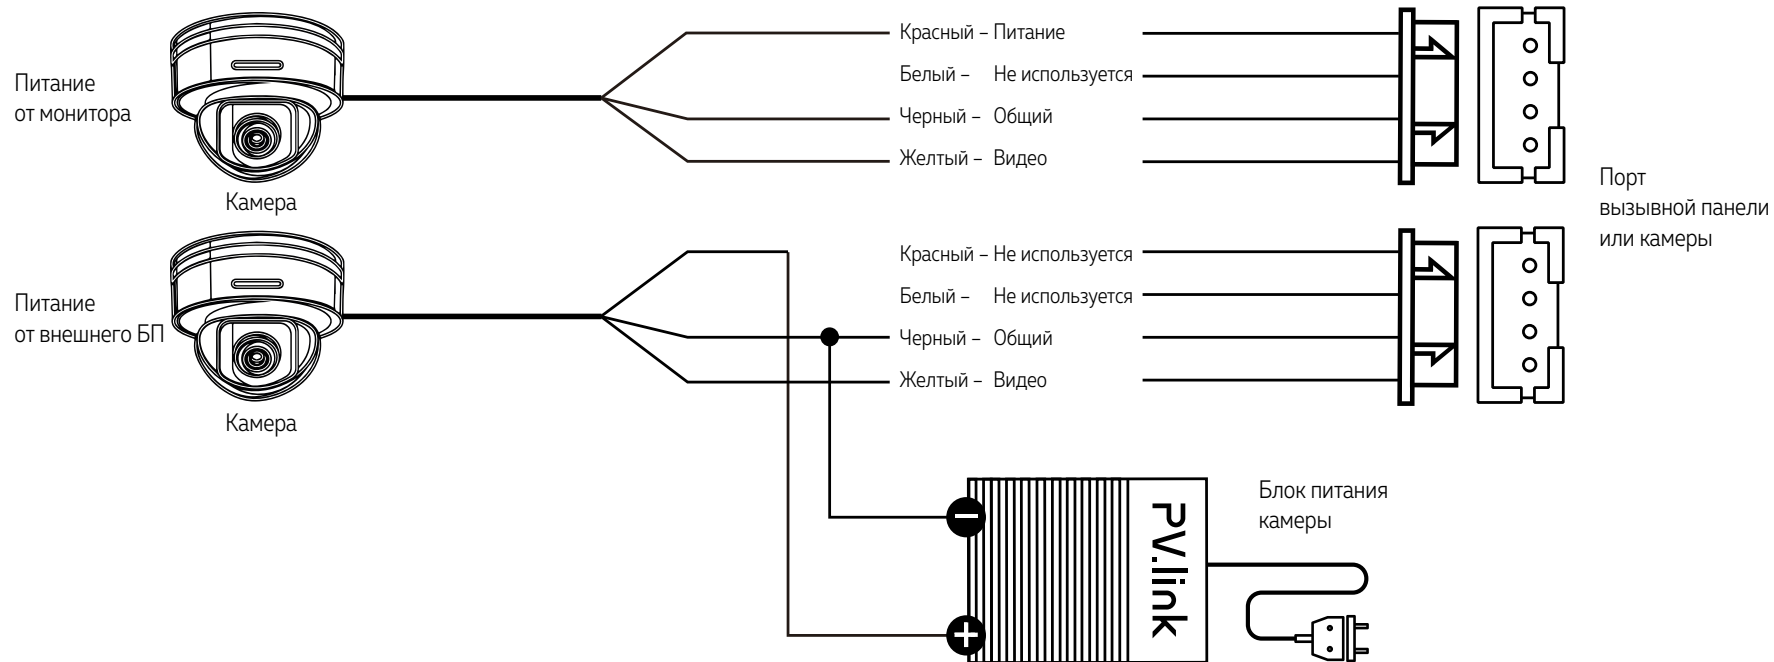 Питание
от монитора
Камера
Красный – Питание
Белый – Не используется
Черный – Общий
Желтый – Видео
Порт
вызывной панели
или камеры
Питание
от внешнего БП
Камера
Красный – Не используется
Белый – Не используется
Черный – Общий
Желтый – Видео
Блок питания
камеры
PV.link